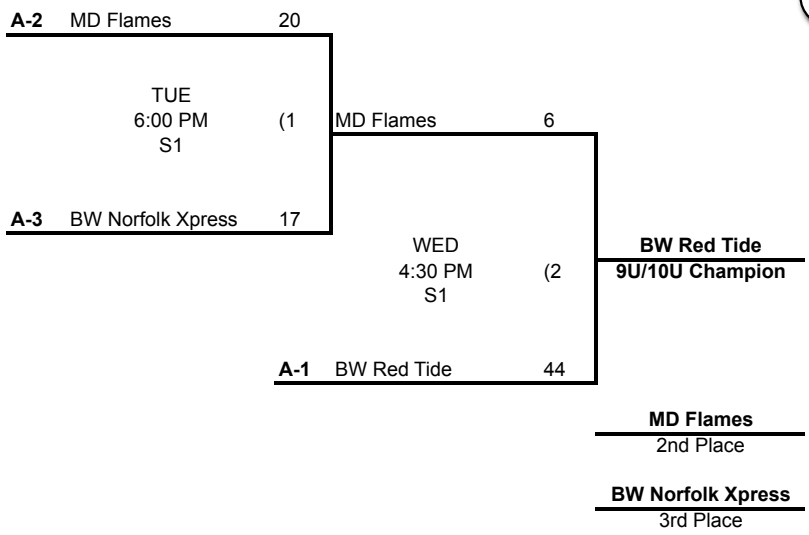 A-2 MD Flames 20
TUE
6:00 PM (1 MD Flames 6
S1
A-3 BW Norfolk Xpress 17
WED BW Red Tide
4:30 PM (2 9U/10U Champion
S1
A-1 BW Red Tide 44
MD Flames
2nd Place
BW Norfolk Xpress
3rd Place